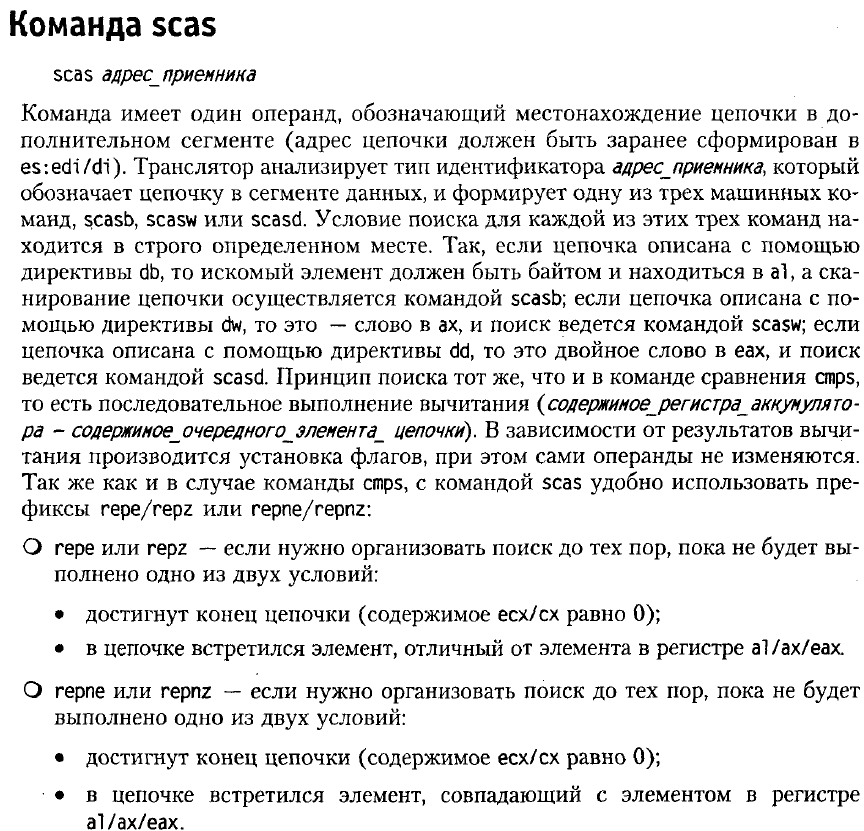 Команда scas
scas адрес_приемника
Команда имеет один операнд, обозначающий местонахождение цепочки в до-
полнительном сегменте (адрес цепочки должен быть заранее сформирован в
es:edi/di). Транслятор анализирует тип идентификатора адрес_приемника, который
обозначает цепочку в сегменте данных, и формирует одну из трех машинных ко-
манд, scasb, scasw или scasd. Условие поиска для каждой из этих трех команд на-
ходится в строго определенном месте. Так, если цепочка описана с помощью
директивы db, то искомый элемент должен быть байтом и находиться в al, а ска-
нирование цепочки осуществляется командой scasb; если цепочка описана с по-
мощью директивы dw, то это — слово в ax, и поиск ведется командой scasw; если
цепочка описана с помощью директивы dd, то это двойное слово в eax, и поиск
ведется командой scasd. Принцип поиска тот же, что и в команде сравнения cmps,
то есть последовательное выполнение вычитания (содержимое_регистра_аккумулято-
ра – содержимое_очередного_элемента_ цепочки). В зависимости от результатов вычи-
тания производится установка флагов, при этом сами операнды не изменяются.
Так же как и в случае команды cmps, с командой scas удобно использовать пре-
фиксы repe/repz или repne/repnz:
❍ repe или repz — если нужно организовать поиск до тех пор, пока не будет вы-
полнено одно из двух условий:
• достигнут конец цепочки (содержимое ecx/cx равно 0);
• в цепочке встретился элемент, отличный от элемента в регистре al/ax/eax.
❍ repne или repnz — если нужно организовать поиск до тех пор, пока не будет
выполнено одно из двух условий:
• достигнут конец цепочки (содержимое ecx/cx равно 0);
• в цепочке встретился элемент, совпадающий с элементом в регистре
al/ax/eax.